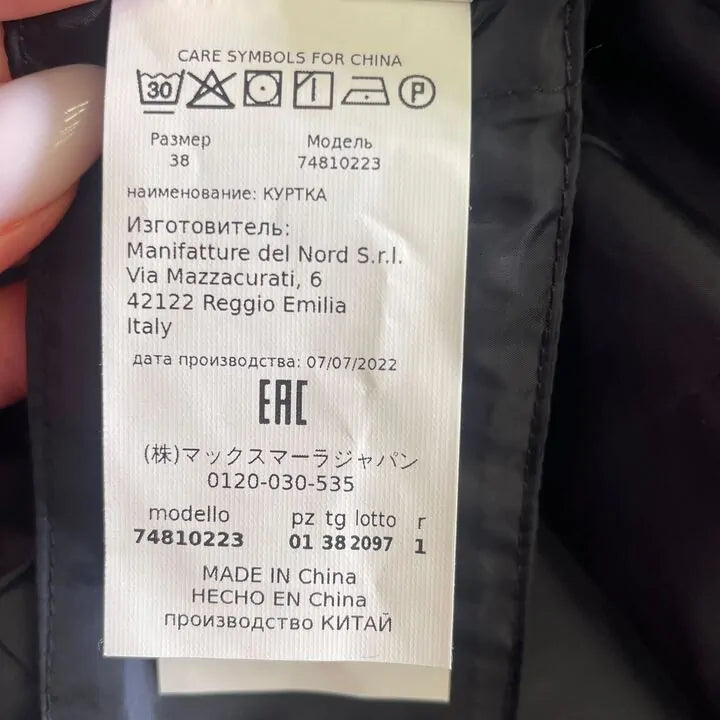 CARE SYMBOLS FOR CHINA
30 P
Размер Модель
38 74810223
наименование: КУРТКА
Изготовитель:
Manifatture del Nord S.r.l.
Via Mazzacurati, 6
42122 Reggio Emilia
Italy
дата производства: 07/07/2022
EAC
(株)マックスマーラジャパン
0120-030-535
modello pz tg lotto r
74810223 01 38 2097 1
MADE IN China
HECHO EN China
производство КИТАЙ